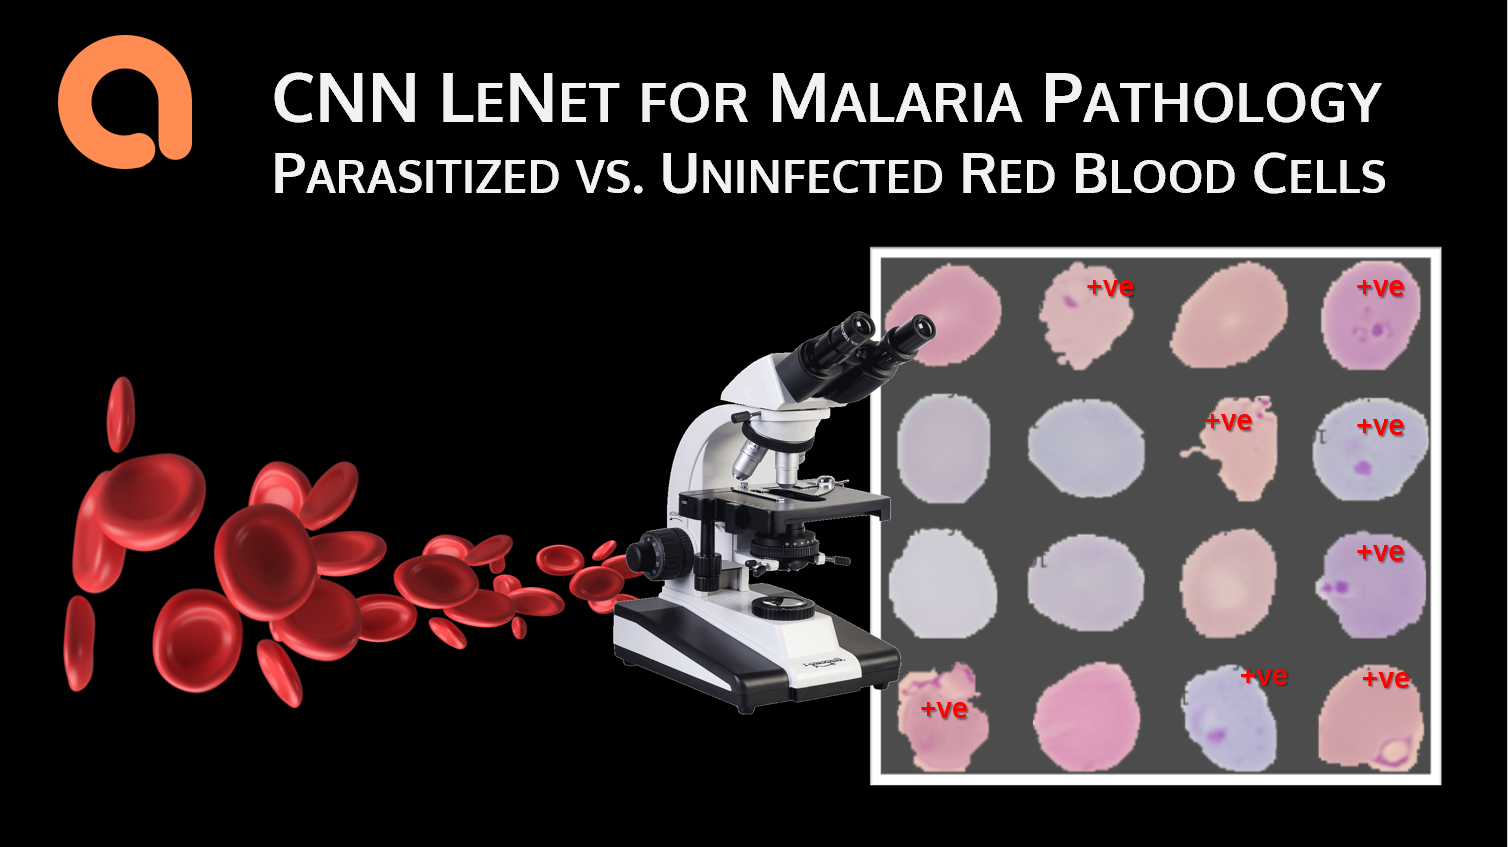 CNN LeNet for Malaria Pathology
Parasitized vs. Uninfected Red Blood Cells
+ve
+ve
+ve
+ve
+ve
+ve
+ve
+ve